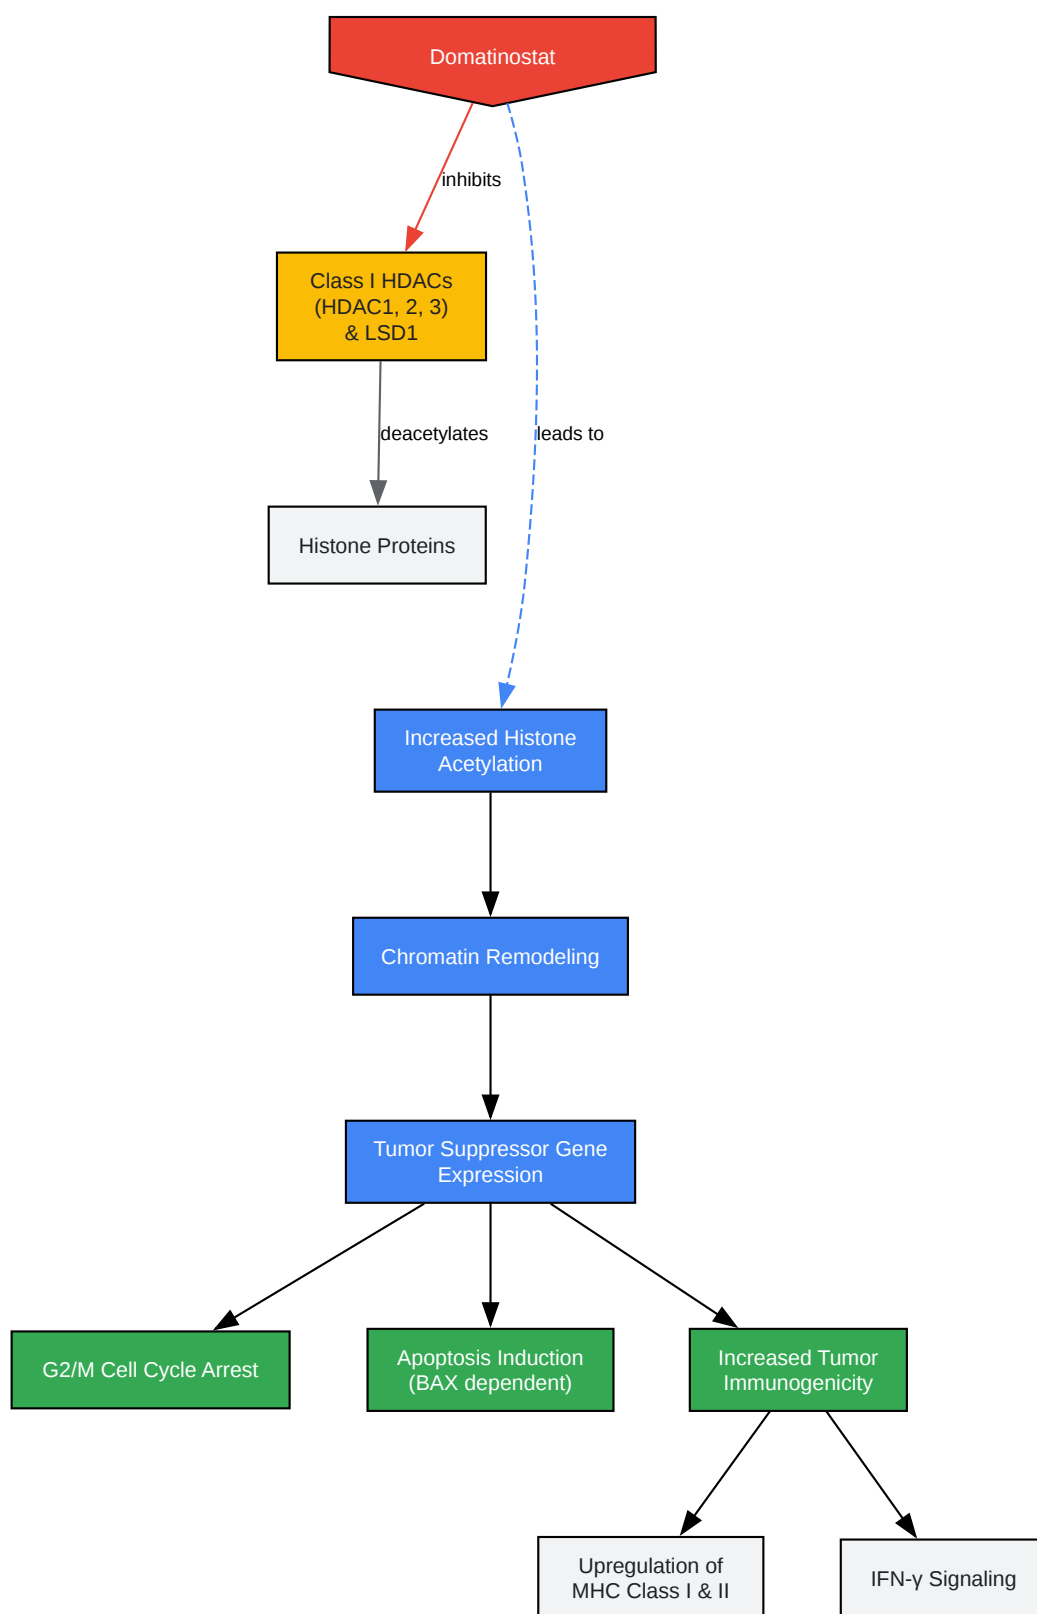 Domatinostat
inhibits
Class I HDACs
(HDAC1, 2, 3)
& LSD1
deacetylates
leads to
Histone Proteins
Increased Histone
Acetylation
Chromatin Remodeling
Tumor Suppressor Gene
Expression
G2/M Cell Cycle Arrest
Apoptosis Induction
(BAX dependent)
Increased Tumor
Immunogenicity
Upregulation of
MHC Class I & II
IFN-γ Signaling